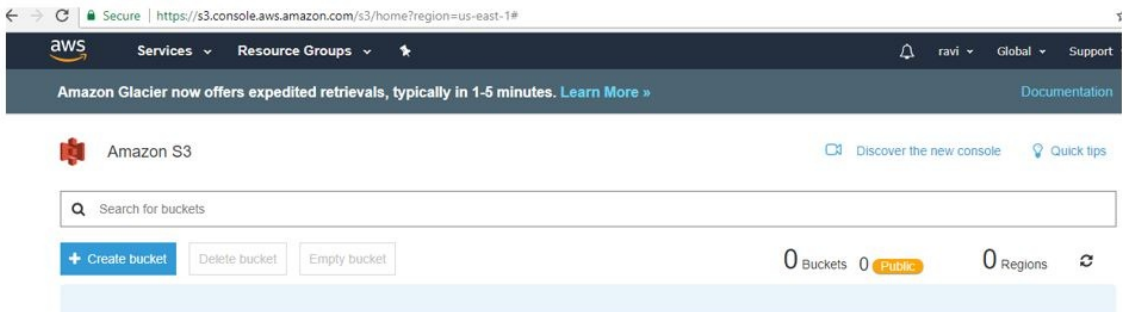 Secure | https://s3.console.aws.amazon.com/s3/home?region=us-east-1#
aws Services Resource Groups ravi Global Support
Amazon Glacier now offers expedited retrievals, typically in 1-5 minutes. Learn More » Documentation
Amazon S3 Discover the new console Quick tips
Search for buckets
+ Create bucket Delete bucket Empty bucket 0 Buckets 0 Public 0 Regions